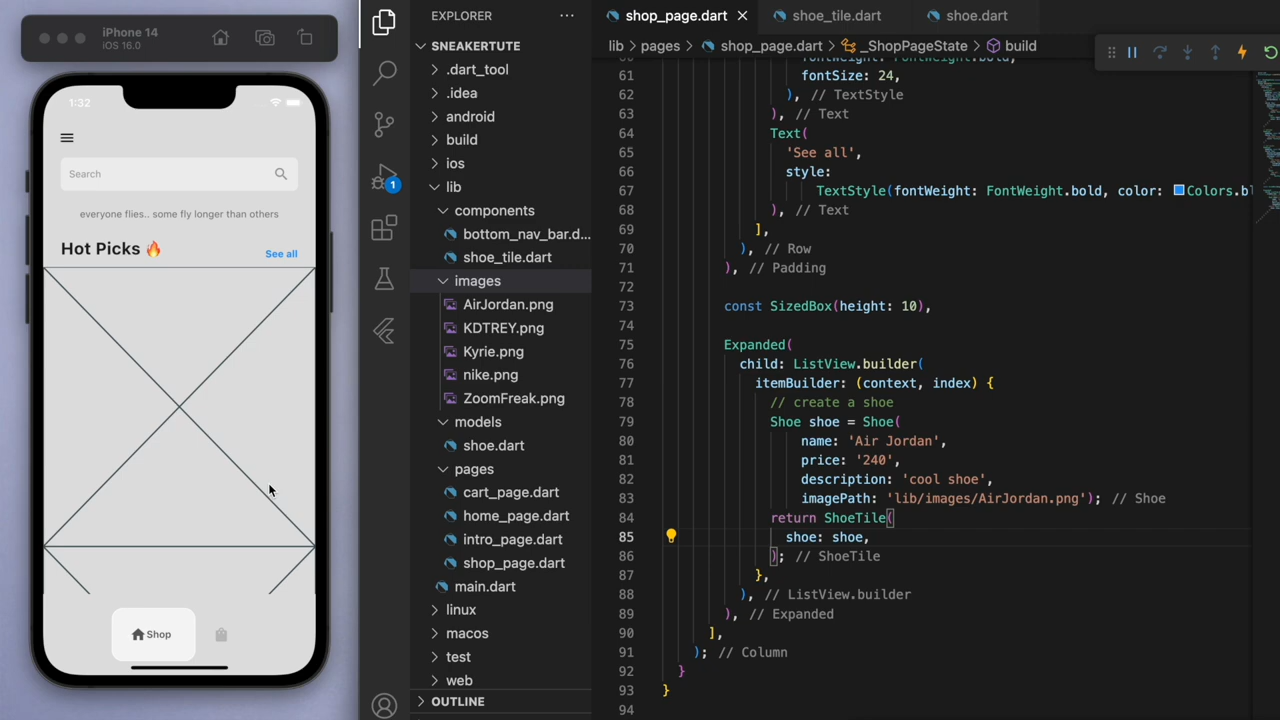 iPhone 14
iOS 16.0
1:32
Search
everyone flies.. some fly longer than others
Hot Picks 🔥
See all
Shop
EXPLORER
SNEAKERTUTE
.dart_tool
.idea
android
build
ios
lib
components
bottom_nav_bar.d...
shoe_tile.dart
images
AirJordan.png
KDTREY.png
Kyrie.png
nike.png
ZoomFreak.png
models
shoe.dart
pages
cart_page.dart
home_page.dart
intro_page.dart
shop_page.dart
main.dart
linux
macos
test
web
OUTLINE
1
shop_page.dart
shoe_tile.dart
shoe.dart
lib > pages > shop_page.dart > _ShopPageState > build
61 fontSize: 24,
62 ), // TextStyle
63 ), // Text
64 Text(
65 'See all',
66 style:
67 TextStyle(fontWeight: FontWeight.bold, color: Colors.bl
68 ), // Text
69 ],
70 ), // Row
71 ), // Padding
72
73 const SizedBox(height: 10),
74
75 Expanded(
76 child: ListView.builder(
77 itemBuilder: (context, index) {
78 // create a shoe
79 Shoe shoe = Shoe(
80 name: 'Air Jordan',
81 price: '240',
82 description: 'cool shoe',
83 imagePath: 'lib/images/AirJordan.png'); // Shoe
84 return ShoeTile(
85 shoe: shoe,
86 ); // ShoeTile
87 },
88 ), // ListView.builder
89 ), // Expanded
90 ],
91 ); // Column
92 }
93 }
94